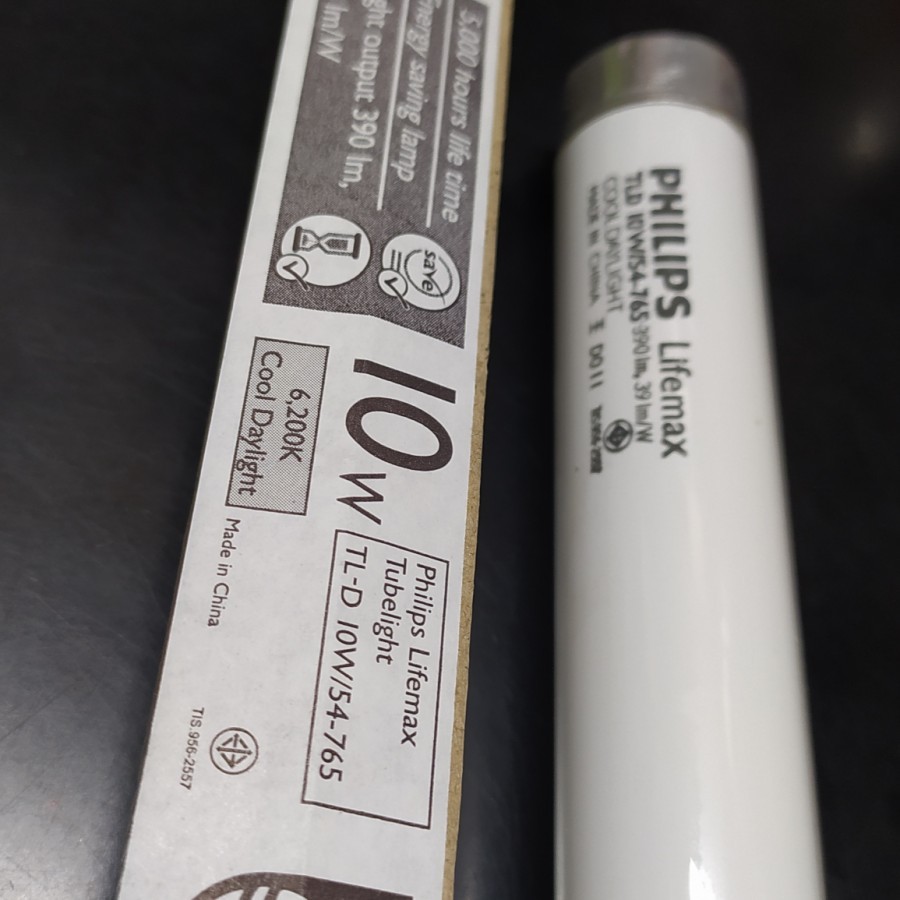 5,000 hours life time
Energy saving lamp
ght output 390 lm,
lm/W
save
10W
6,200K
Cool Daylight
Made in China
Philips Lifemax
Tubelight
TL-D 10W/54-765
TIS.956-2557
PHILIPS Lifemax
TLD 10W/54-765 390 lm, 39 lm/W
COOL DAYLIGHT
MADE IN CHINA